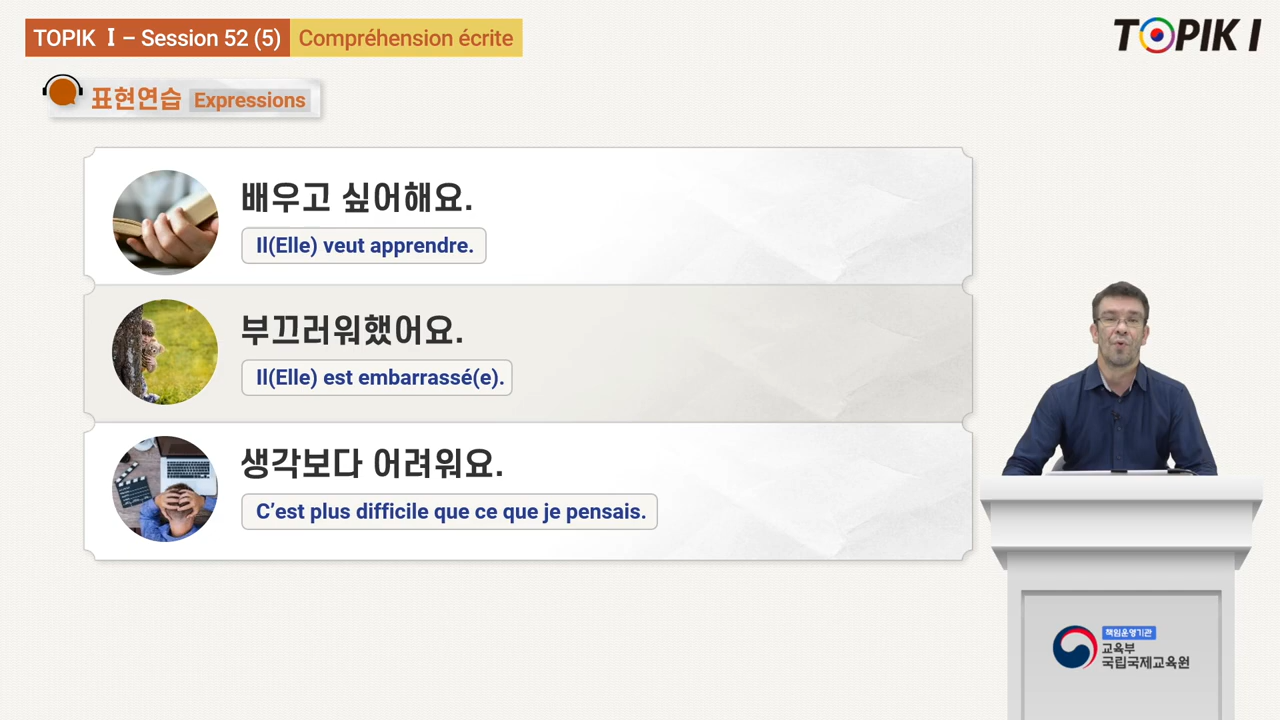 TOPIK I – Session 52 (5) Compréhension écrite
TOPIK I
표현연습 Expressions
배우고 싶어해요.
Il(Elle) veut apprendre.
부끄러워했어요.
Il(Elle) est embarrassé(e).
생각보다 어려워요.
C’est plus difficile que ce que je pensais.
책임운영기관
교육부
국립국제교육원